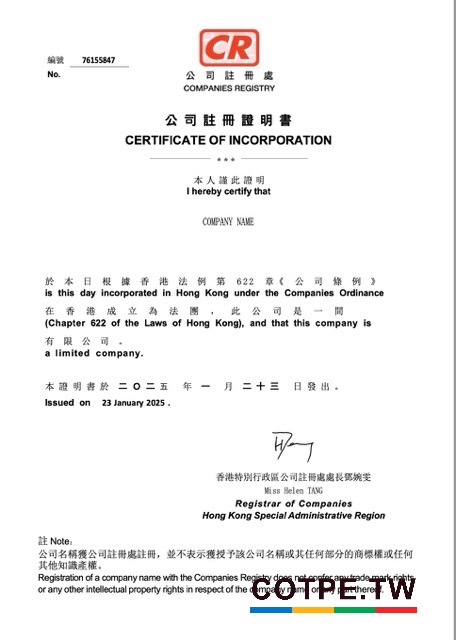 編號 76155847
No.
CR
公司註冊處
COMPANIES REGISTRY
公司註冊證明書
CERTIFICATE OF INCORPORATION
***
本人謹此證明
I hereby certify that
COMPANY NAME
於本日根據香港法例第622章《公司條例》
is this day incorporated in Hong Kong under the Companies Ordinance
在香港成立為法團，此公司是一間
(Chapter 622 of the Laws of Hong Kong), and that this company is
有限公司。
a limited company.
本證明書於二〇二五年一月二十三日發出。
Issued on 23 January 2025 .
香港特別行政區公司註冊處處長鄧婉雯
Miss Helen TANG
Registrar of Companies
Hong Kong Special Administrative Region
註 Note:
公司名稱獲公司註冊處註冊，並不表示獲授予該公司名稱或其任何部分的商標權或任何
其他知識產權。
Registration of a company name with the Companies Registry does not confer any trade mark rights
or any other intellectual property rights in respect of the company name or any part thereof.
COTPE.TW